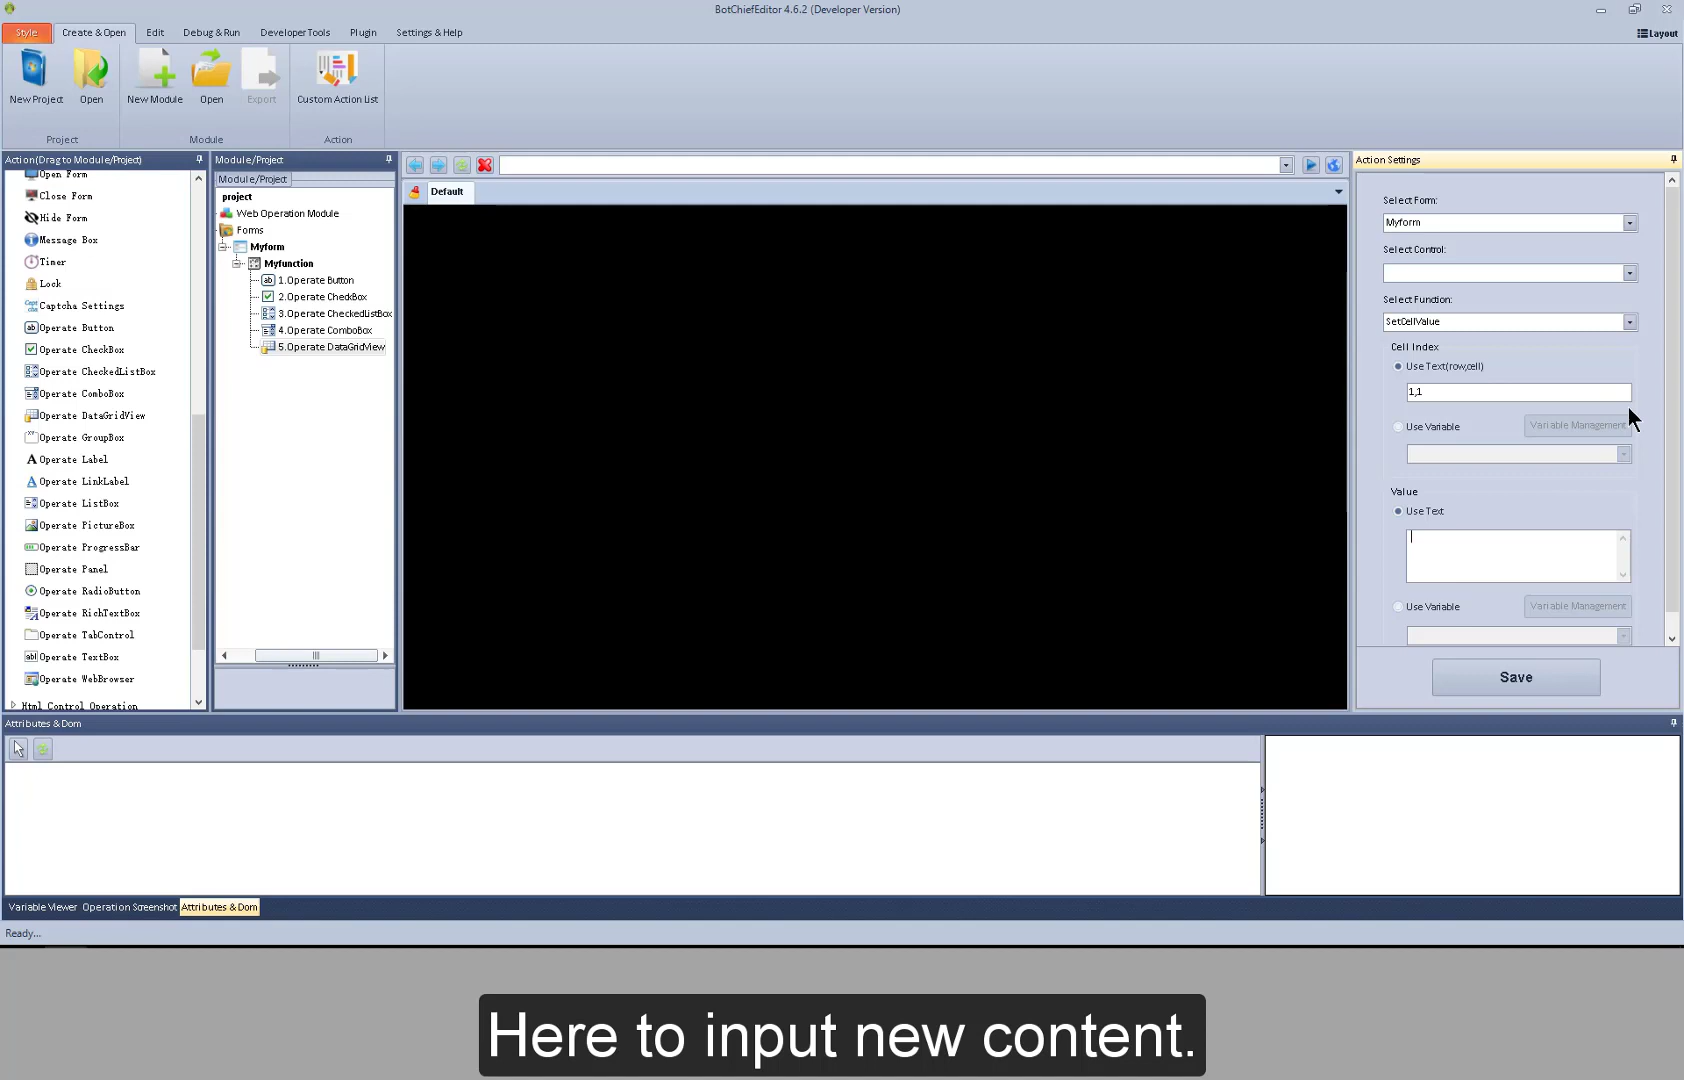 BotChiefEditor 4.6.2 (Developer Version)
Style
Create & Open
Edit
Debug & Run
Developer Tools
Plugin
Settings & Help
Layout
New Project
Open
New Module
Open
Export
Custom Action List
Project
Module
Action
Action(Drag to Module/Project)
Open Form
Close Form
Hide Form
Message Box
Timer
Lock
Captcha Settings
Operate Button
Operate CheckBox
Operate CheckedListBox
Operate ComboBox
Operate DataGridView
Operate GroupBox
Operate Label
Operate LinkLabel
Operate ListBox
Operate PictureBox
Operate ProgressBar
Operate Panel
Operate RadioButton
Operate RichTextBox
Operate TabControl
Operate TextBox
Operate WebBrowser
Html Control Operation
Module/Project
Module/Project
project
Web Operation Module
Forms
Myform
Myfunction
1.Operate Button
2.Operate CheckBox
3.Operate CheckedListBox
4.Operate ComboBox
5.Operate DataGridView
Default
Action Settings
Select Form:
Myform
Select Control:
Select Function:
SetCellValue
Cell Index
Use Text(row,cell)
1,1
Use Variable
Variable Management
Value
Use Text
Use Variable
Variable Management
Save
Attributes & Dom
Variable Viewer
Operation Screenshot
Attributes & Dom
Ready...
Here to input new content.